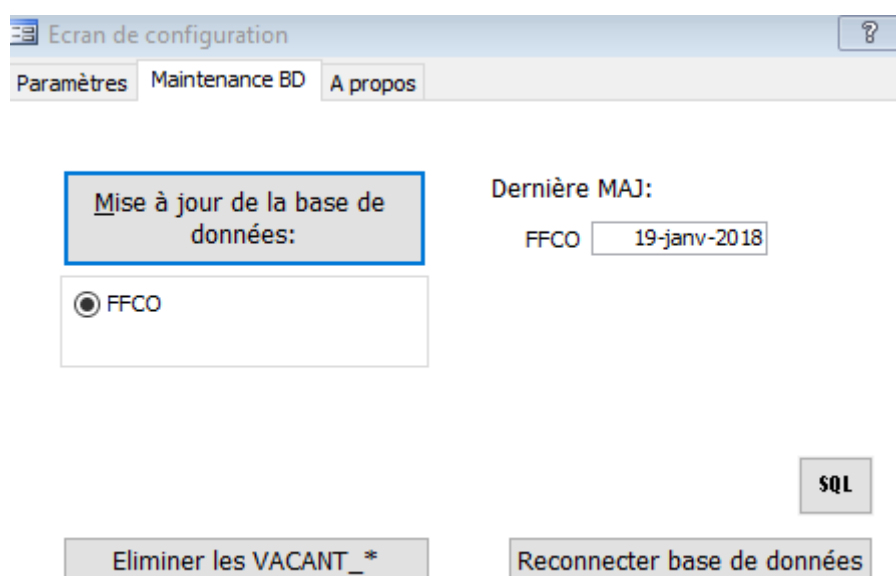 Ecran de configuration
?
Paramètres Maintenance BD A propos
Mise à jour de la base de
données:
Dernière MAJ:
FFCO 19-janv-2018
FFCO
SQL
Eliminer les VACANT_*
Reconnecter base de données